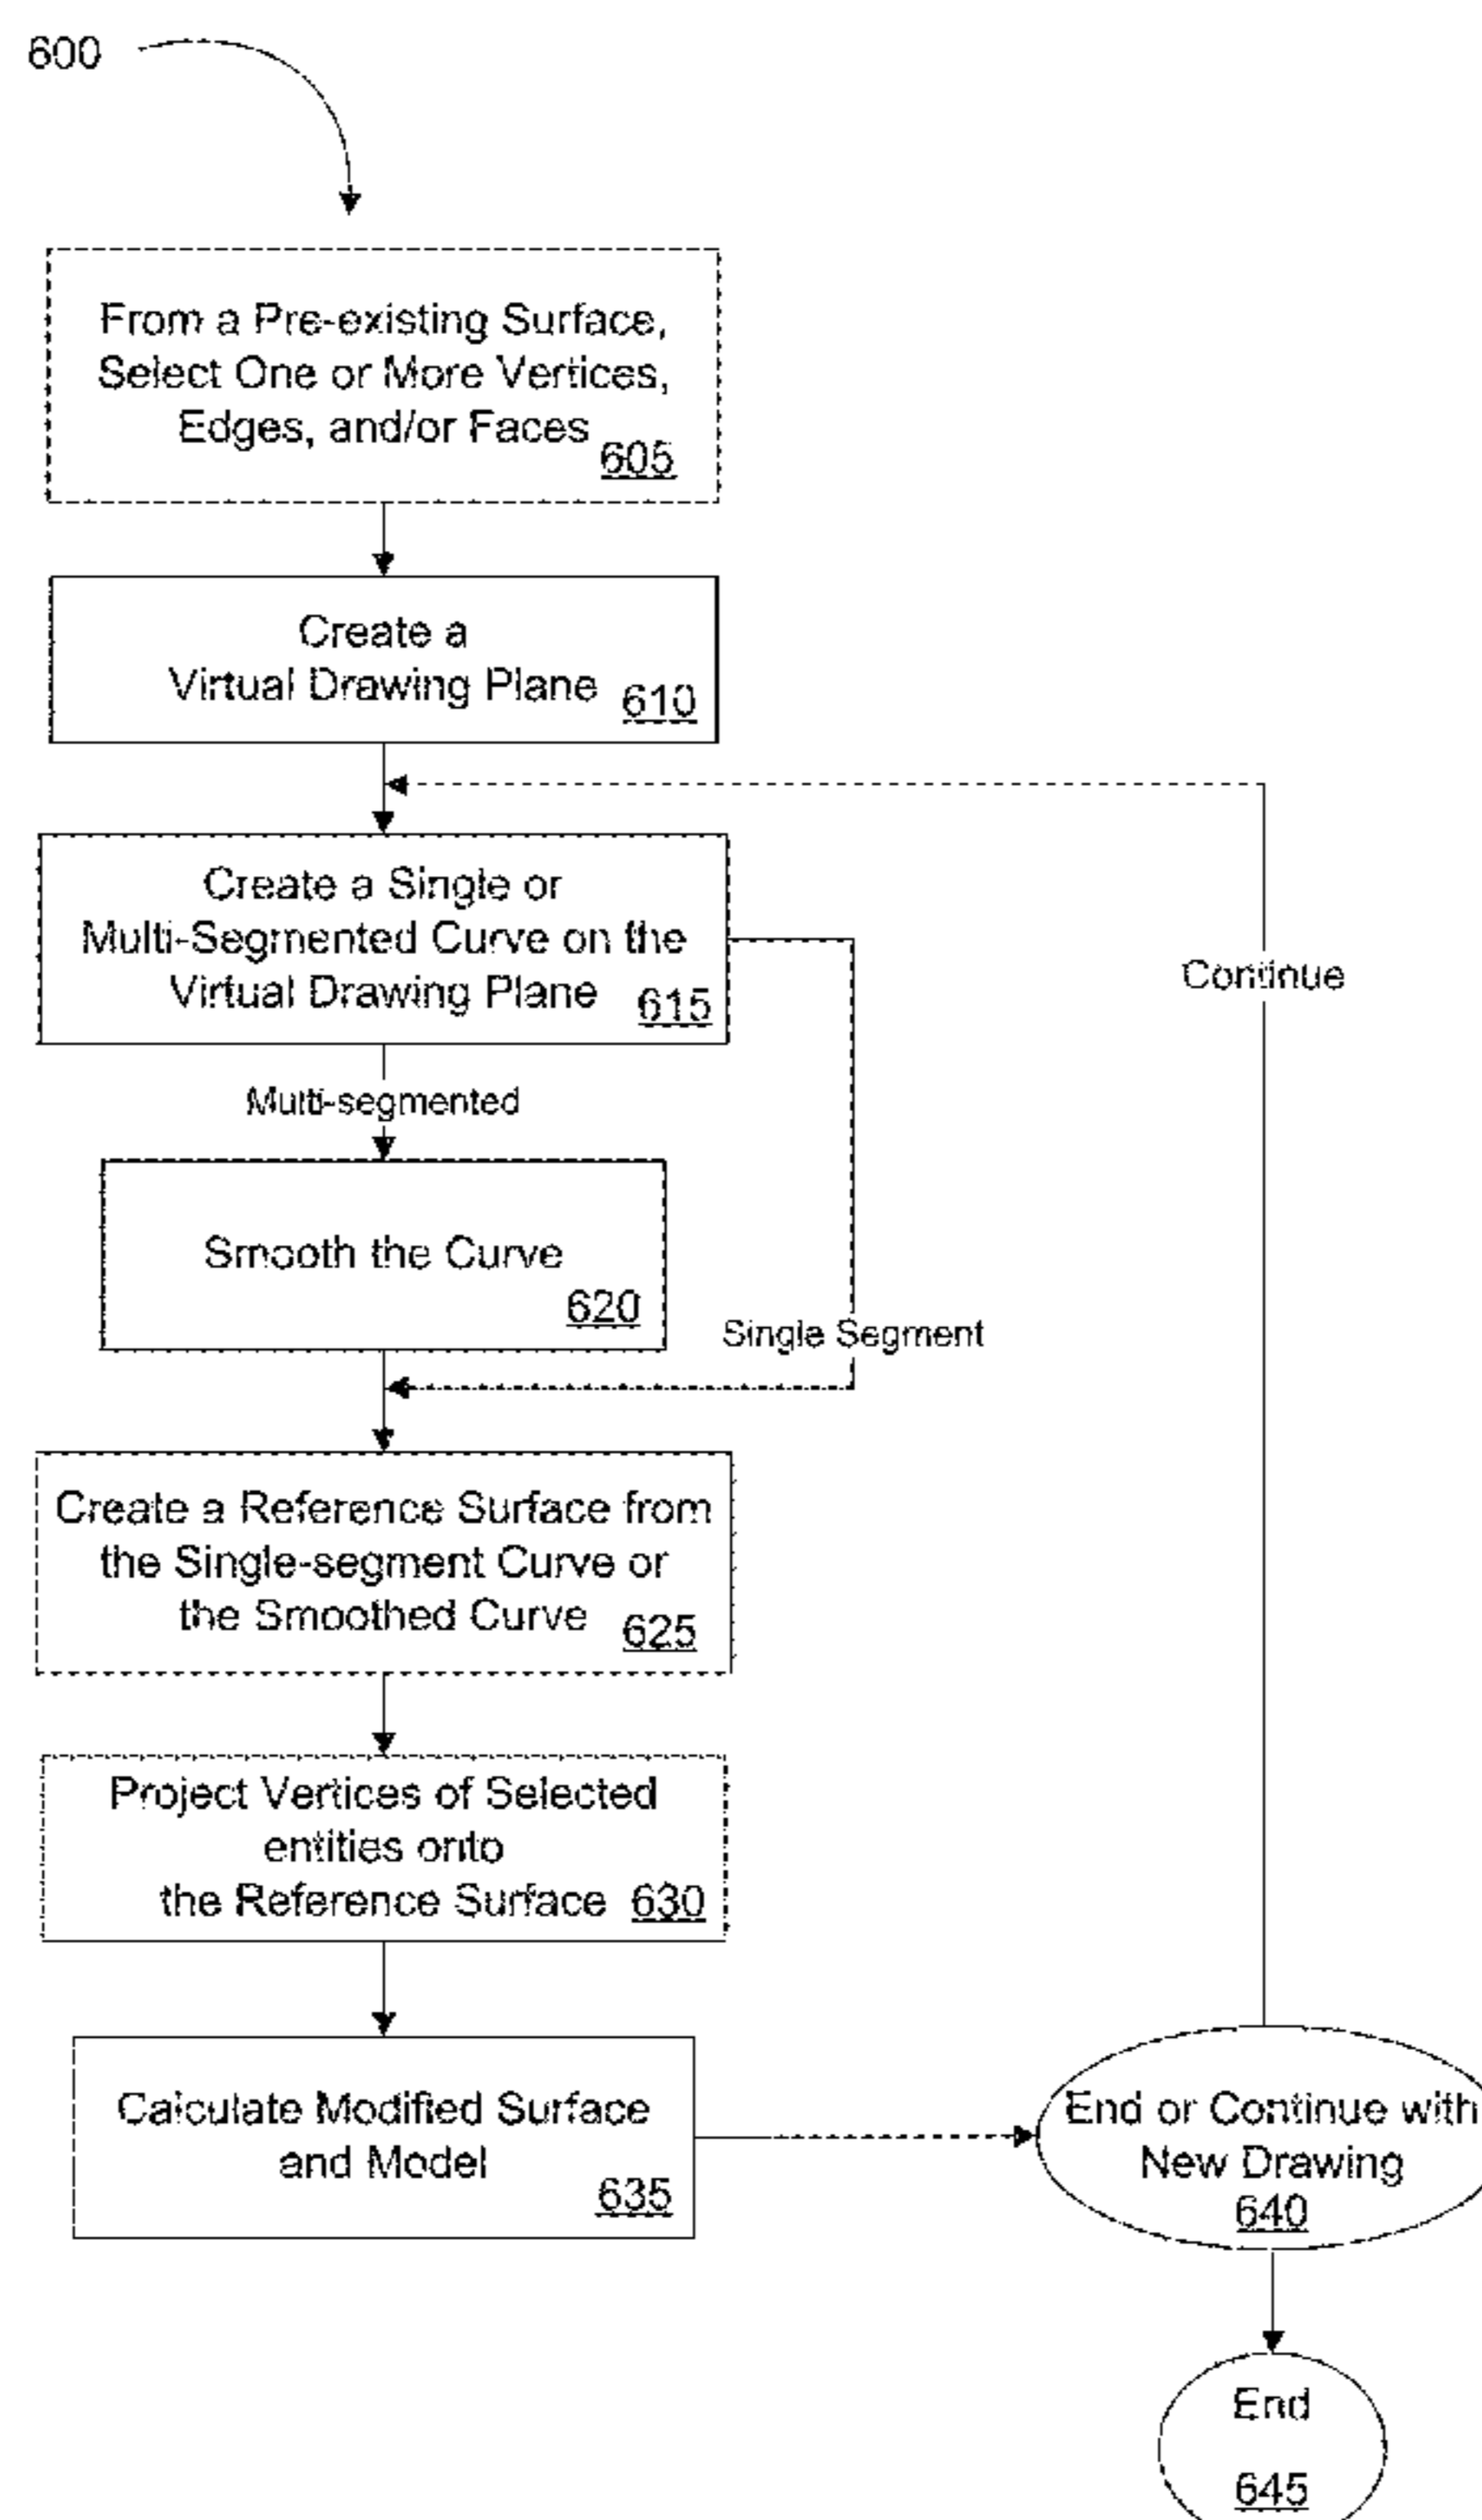 600
From a Pre-existing Surface,
Select One or More Vertices,
Edges, and/or Faces
605
Create a
Virtual Drawing Plane 610
Create a Single or
Multi-Segmented Curve on the
Virtual Drawing Plane 615
Continue
Multi-segmented
Smooth the Curve
620
Single Segment
Create a Reference Surface from
the Single-segment Curve or
the Smoothed Curve 625
Project Vertices of Selected
entities onto
the Reference Surface 630
Calculate Modified Surface
and Model
635
End or Continue with
New Drawing
640
End
645